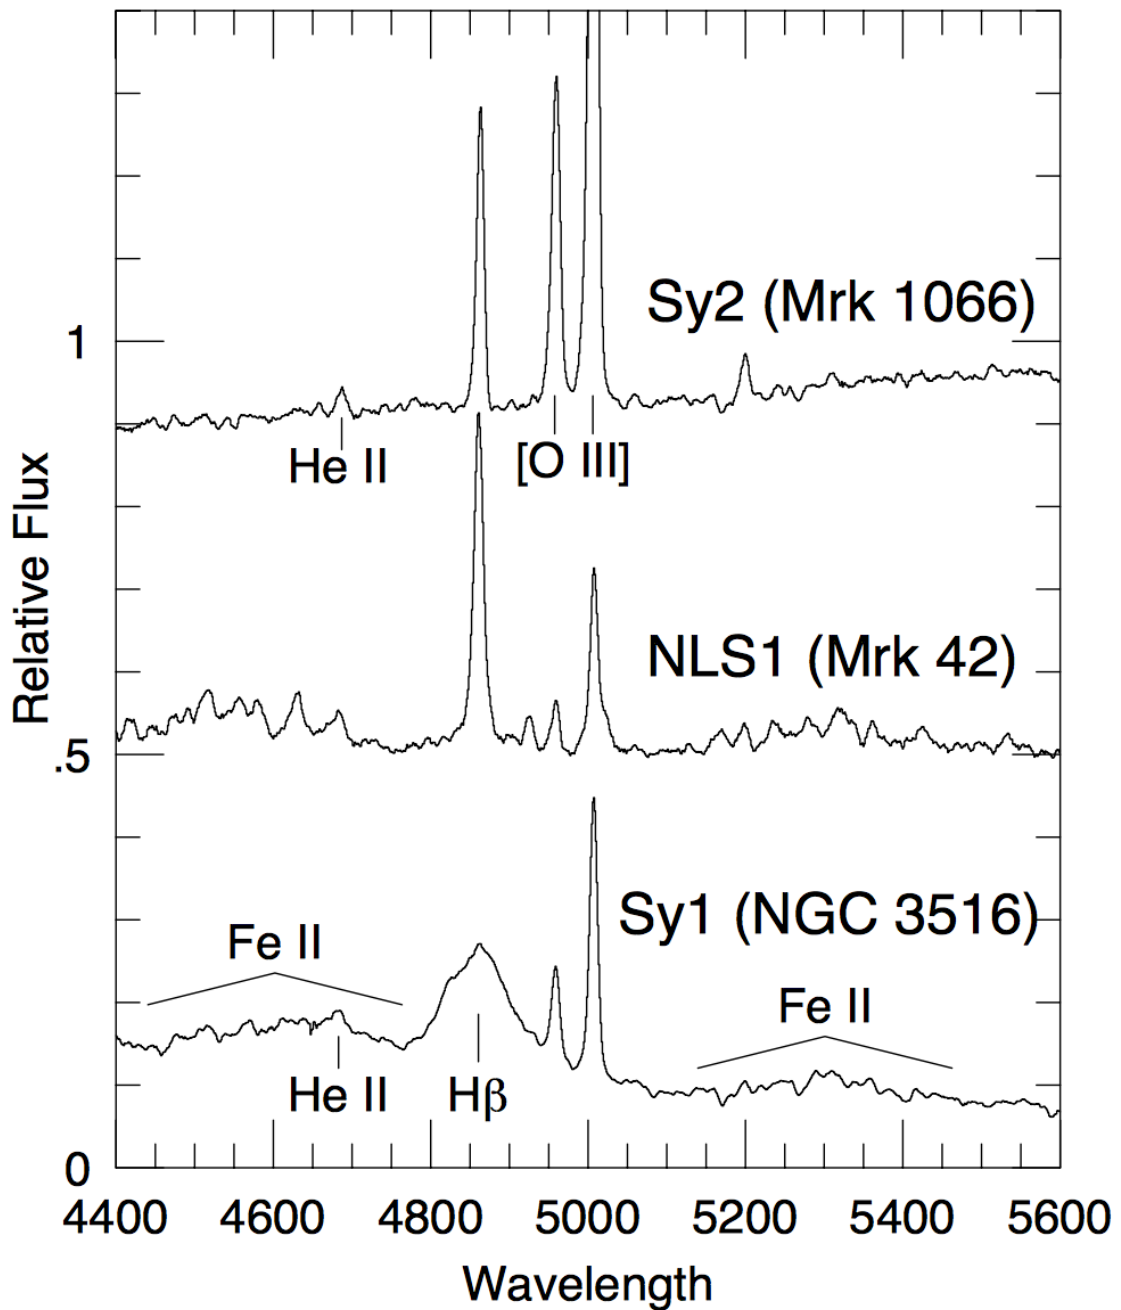 Sy2 (Mrk 1066)
1
He II
[O III]
Relative Flux
NLS1 (Mrk 42)
.5
Sy1 (NGC 3516)
Fe II
Fe II
He II
Hβ
0
4400 4600 4800 5000 5200 5400 5600
Wavelength